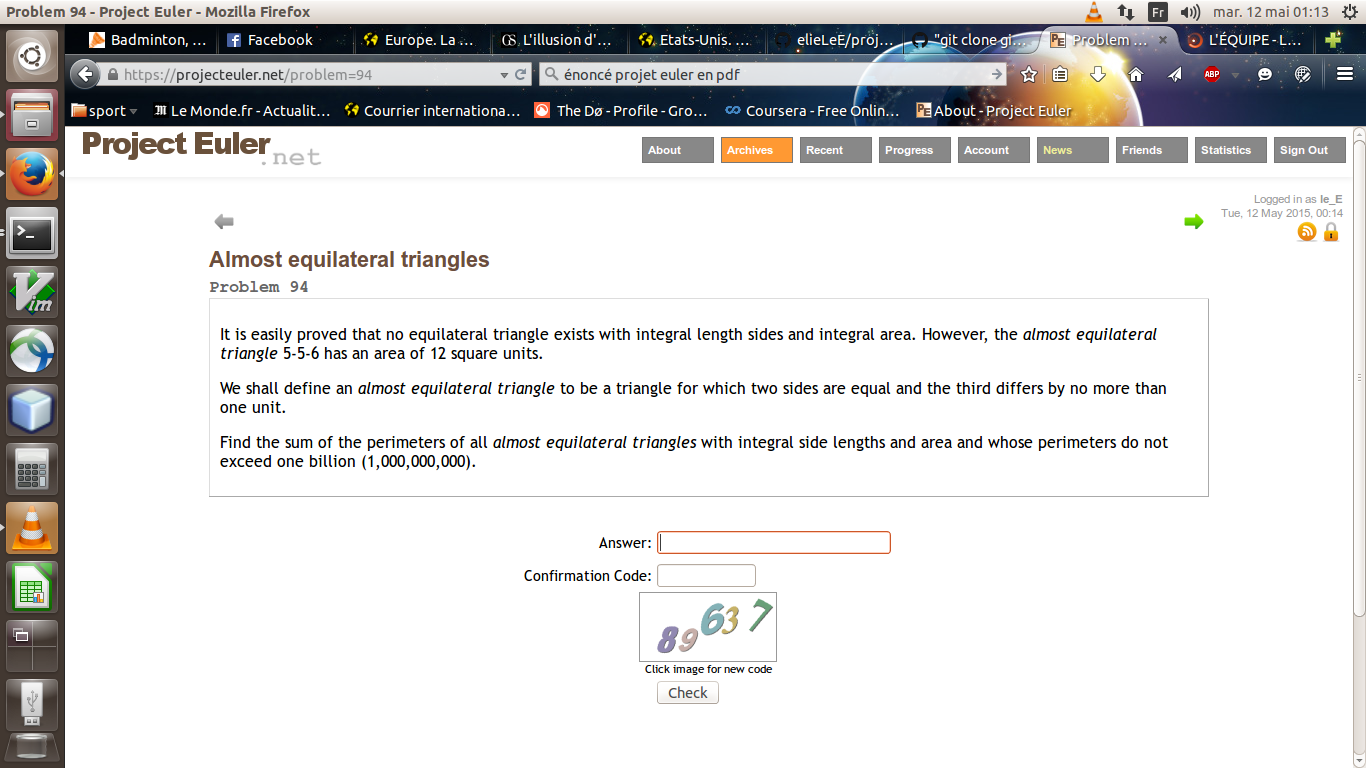 Problem 94 - Project Euler - Mozilla Firefox
Fr
mar. 12 mai 01:13
Badminton, ...
Facebook
Europe. La ...
L'illusion d'...
Etats-Unis. ...
elieLeE/proj...
"git clone gi...
Problem ...
L'ÉQUIPE - L...
https://projecteuler.net/problem=94
énoncé projet euler en pdf
ABP
sport
Le Monde.fr - Actualit...
Courrier internationa...
The Dø - Profile - Gro...
Coursera - Free Onlin...
About - Project Euler
Project Euler
.net
About
Archives
Recent
Progress
Account
News
Friends
Statistics
Sign Out
Logged in as le_E
Tue, 12 May 2015, 00:14
Almost equilateral triangles
Problem 94
It is easily proved that no equilateral triangle exists with integral length sides and integral area. However, the almost equilateral
triangle 5-5-6 has an area of 12 square units.
We shall define an almost equilateral triangle to be a triangle for which two sides are equal and the third differs by no more than
one unit.
Find the sum of the perimeters of all almost equilateral triangles with integral side lengths and area and whose perimeters do not
exceed one billion (1,000,000,000).
Answer:
Confirmation Code:
89637
Click image for new code
Check